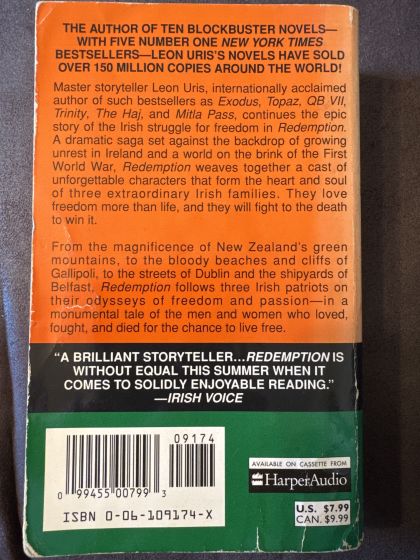 THE AUTHOR OF TEN BLOCKBUSTER NOVELS—
WITH FIVE NUMBER ONE NEW YORK TIMES
BESTSELLERS—LEON URIS'S NOVELS HAVE SOLD
OVER 150 MILLION COPIES AROUND THE WORLD!
Master storyteller Leon Uris, internationally acclaimed
author of such bestsellers as Exodus, Topaz, QB VII,
Trinity, The Haj, and Mitla Pass, continues the epic
story of the Irish struggle for freedom in Redemption.
A dramatic saga set against the backdrop of growing
unrest in Ireland and a world on the brink of the First
World War, Redemption weaves together a cast of
unforgettable characters that form the heart and soul
of three extraordinary Irish families. They love
freedom more than life, and they will fight to the death
to win it.
From the magnificence of New Zealand's green
mountains, to the bloody beaches and cliffs of
Gallipoli, to the streets of Dublin and the shipyards of
Belfast, Redemption follows three Irish patriots on
their odysseys of freedom and passion—in a
monumental tale of the men and women who loved,
fought, and died for the chance to live free.
"A BRILLIANT STORYTELLER...REDEMPTION IS
WITHOUT EQUAL THIS SUMMER WHEN IT
COMES TO SOLIDLY ENJOYABLE READING."
—IRISH VOICE
09174
0 99455 00799 3
ISBN 0-06-109174-X
AVAILABLE ON CASSETTE FROM
HarperAudio
U.S. $7.99
CAN. $9.99